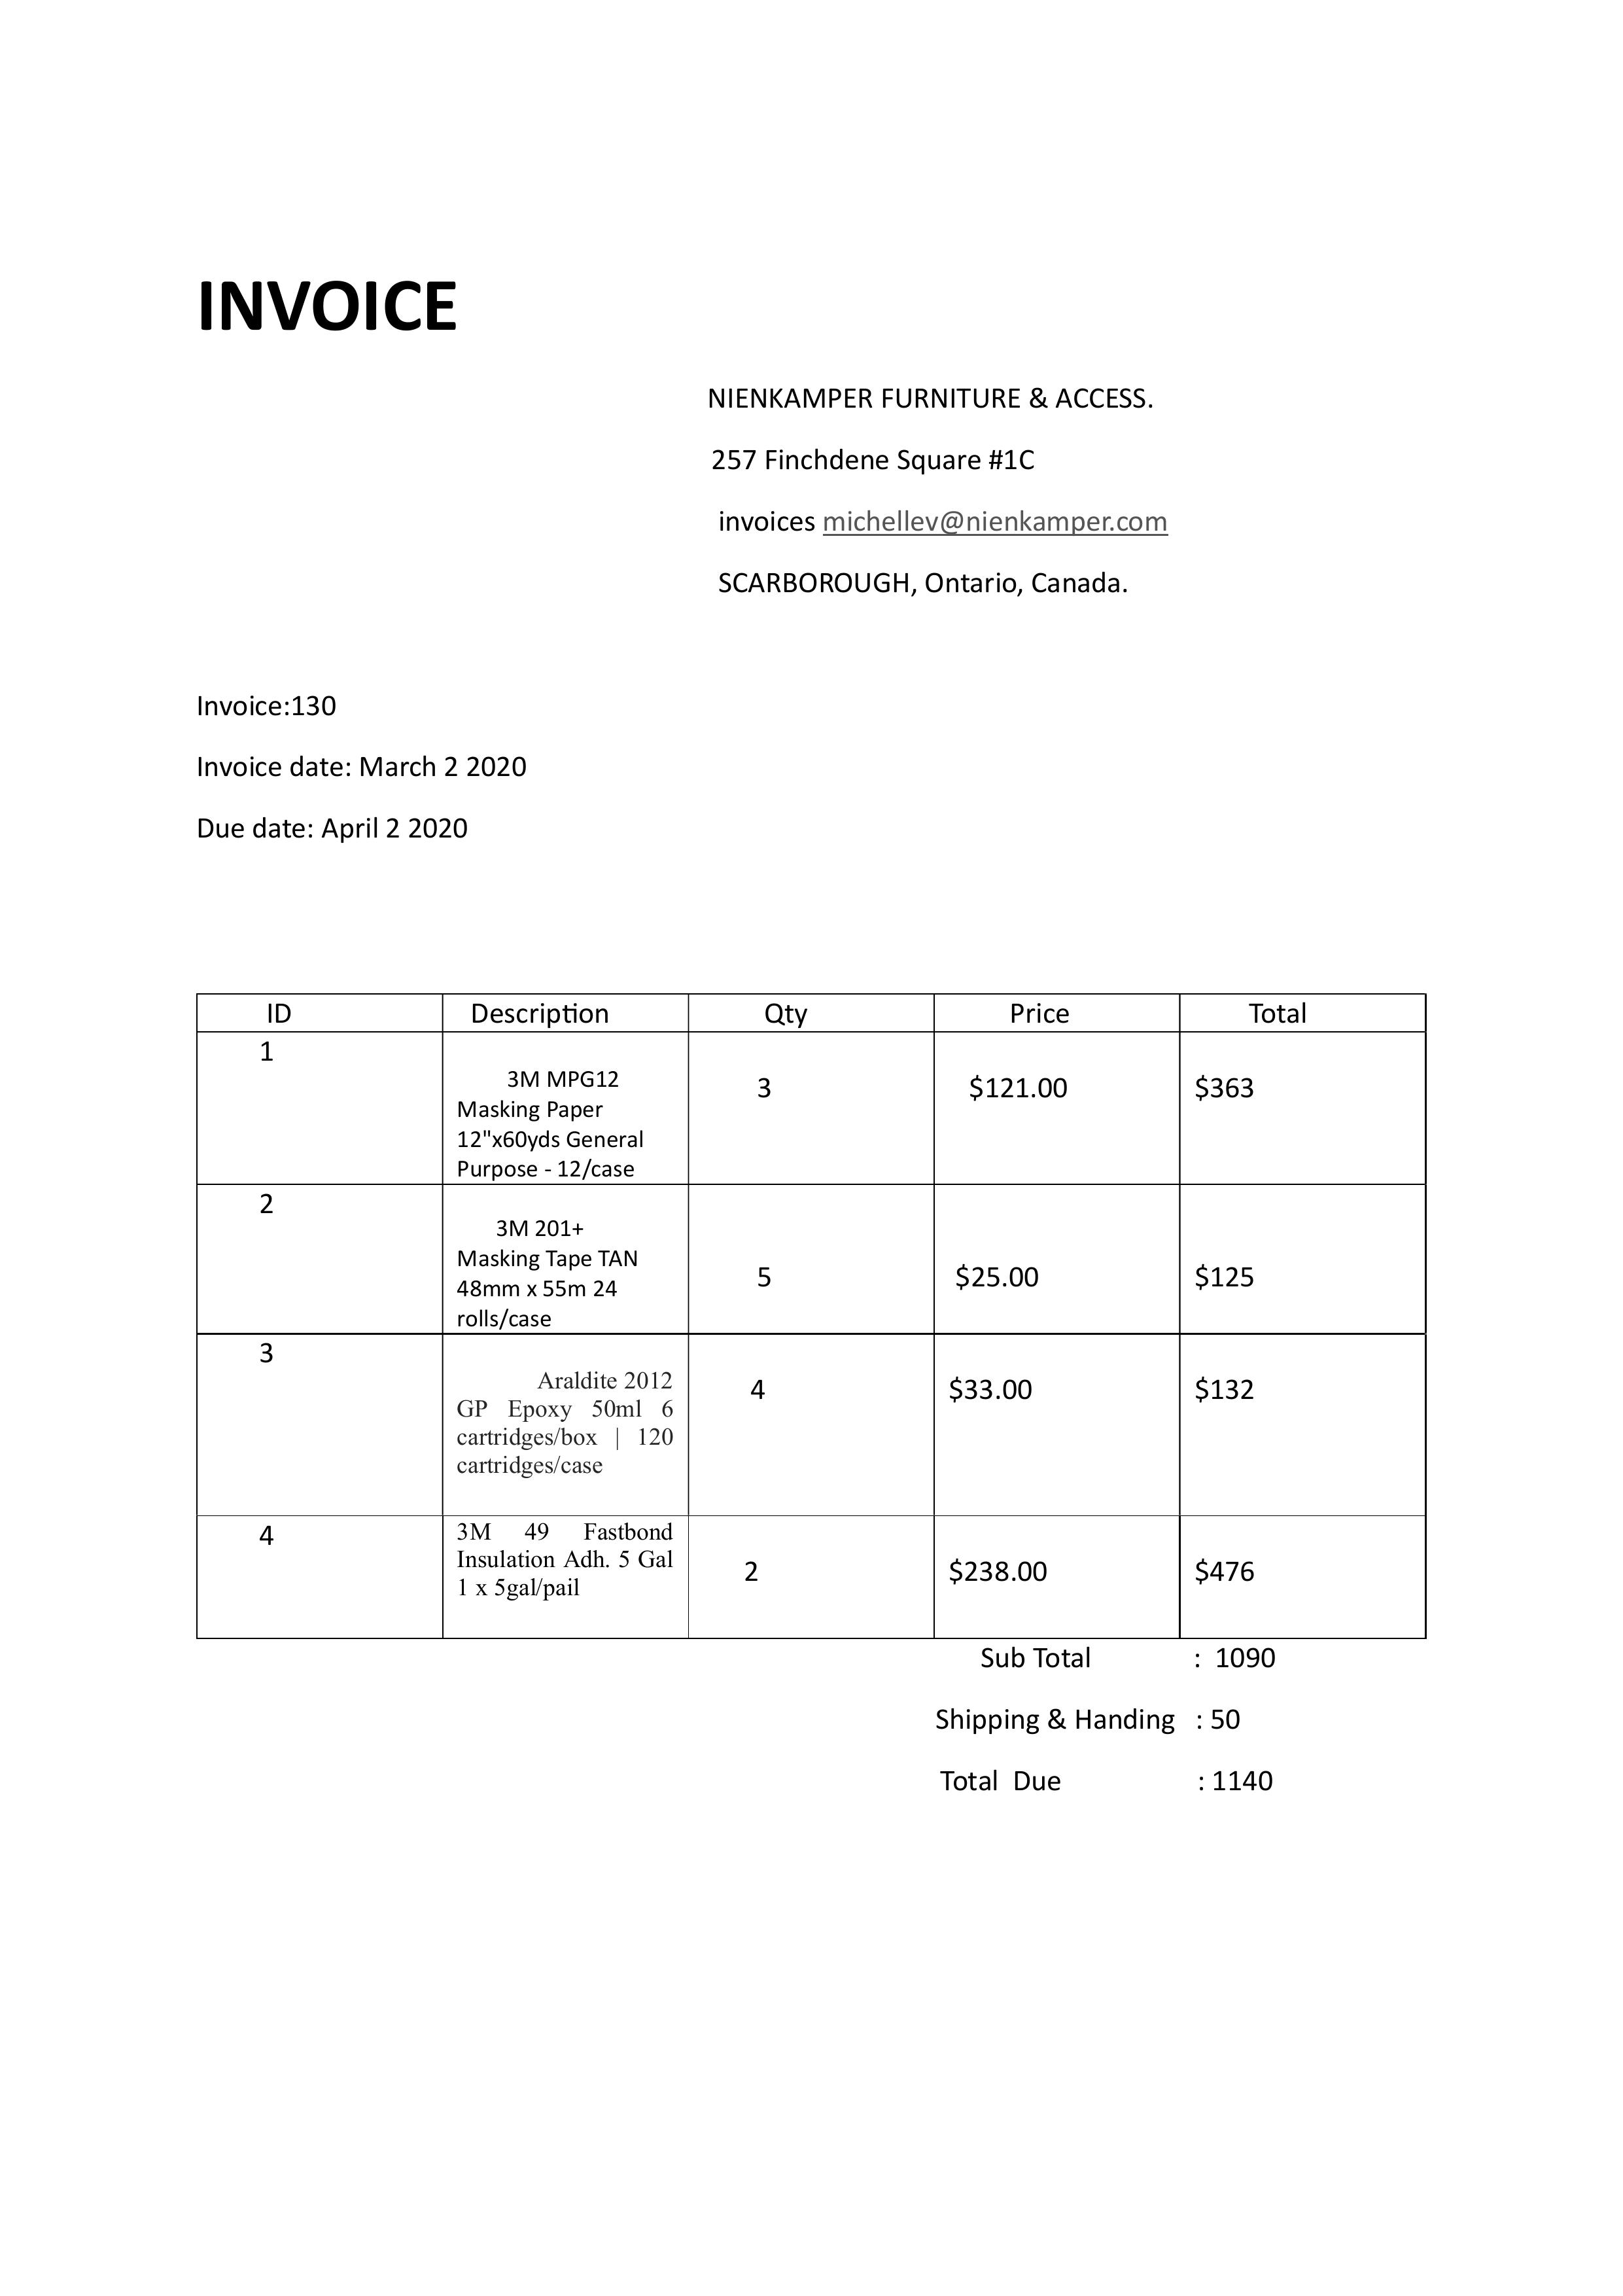 INVOICE
NIENKAMPER FURNITURE & ACCESS.
257 Finchdene Square #1C
invoices michellev@nienkamper.com
SCARBOROUGH, Ontario, Canada.
Invoice:130
Invoice date: March 2 2020
Due date: April 2 2020
ID Description Qty Price Total
1
3M MPG12
Masking Paper
12"x60yds General
Purpose - 12/case
3 $121.00 $363
2
3M 201+
Masking Tape TAN
48mm x 55m 24
rolls/case
5 $25.00 $125
3
Araldite 2012
GP Epoxy 50ml 6
cartridges/box | 120
cartridges/case
4 $33.00 $132
4
3M 49 Fastbond
Insulation Adh. 5 Gal
1 x 5gal/pail
2 $238.00 $476
Sub Total : 1090
Shipping & Handing : 50
Total Due : 1140